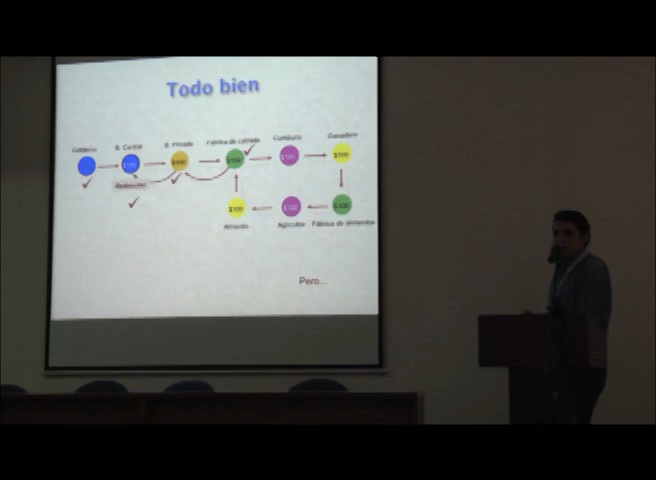 Todo bien
Gobierno
B. Central
B. Privado
Fábrica de calzado
Curtiduría
Ganadero
$100
$100
$100
$100
$100
$100
$100
$100
Almacén
Agricultor
Fábrica de alimentos
Pero...